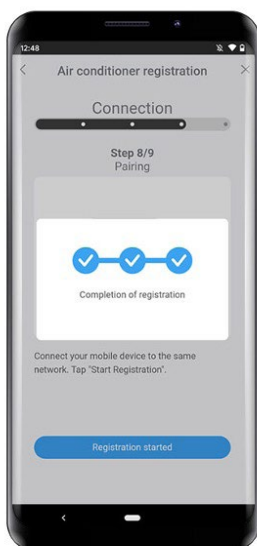 12:48
Air conditioner registration
Connection
Step 8/9
Pairing
Completion of registration
Connect your mobile device to the same
network. Tap "Start Registration".
Registration started